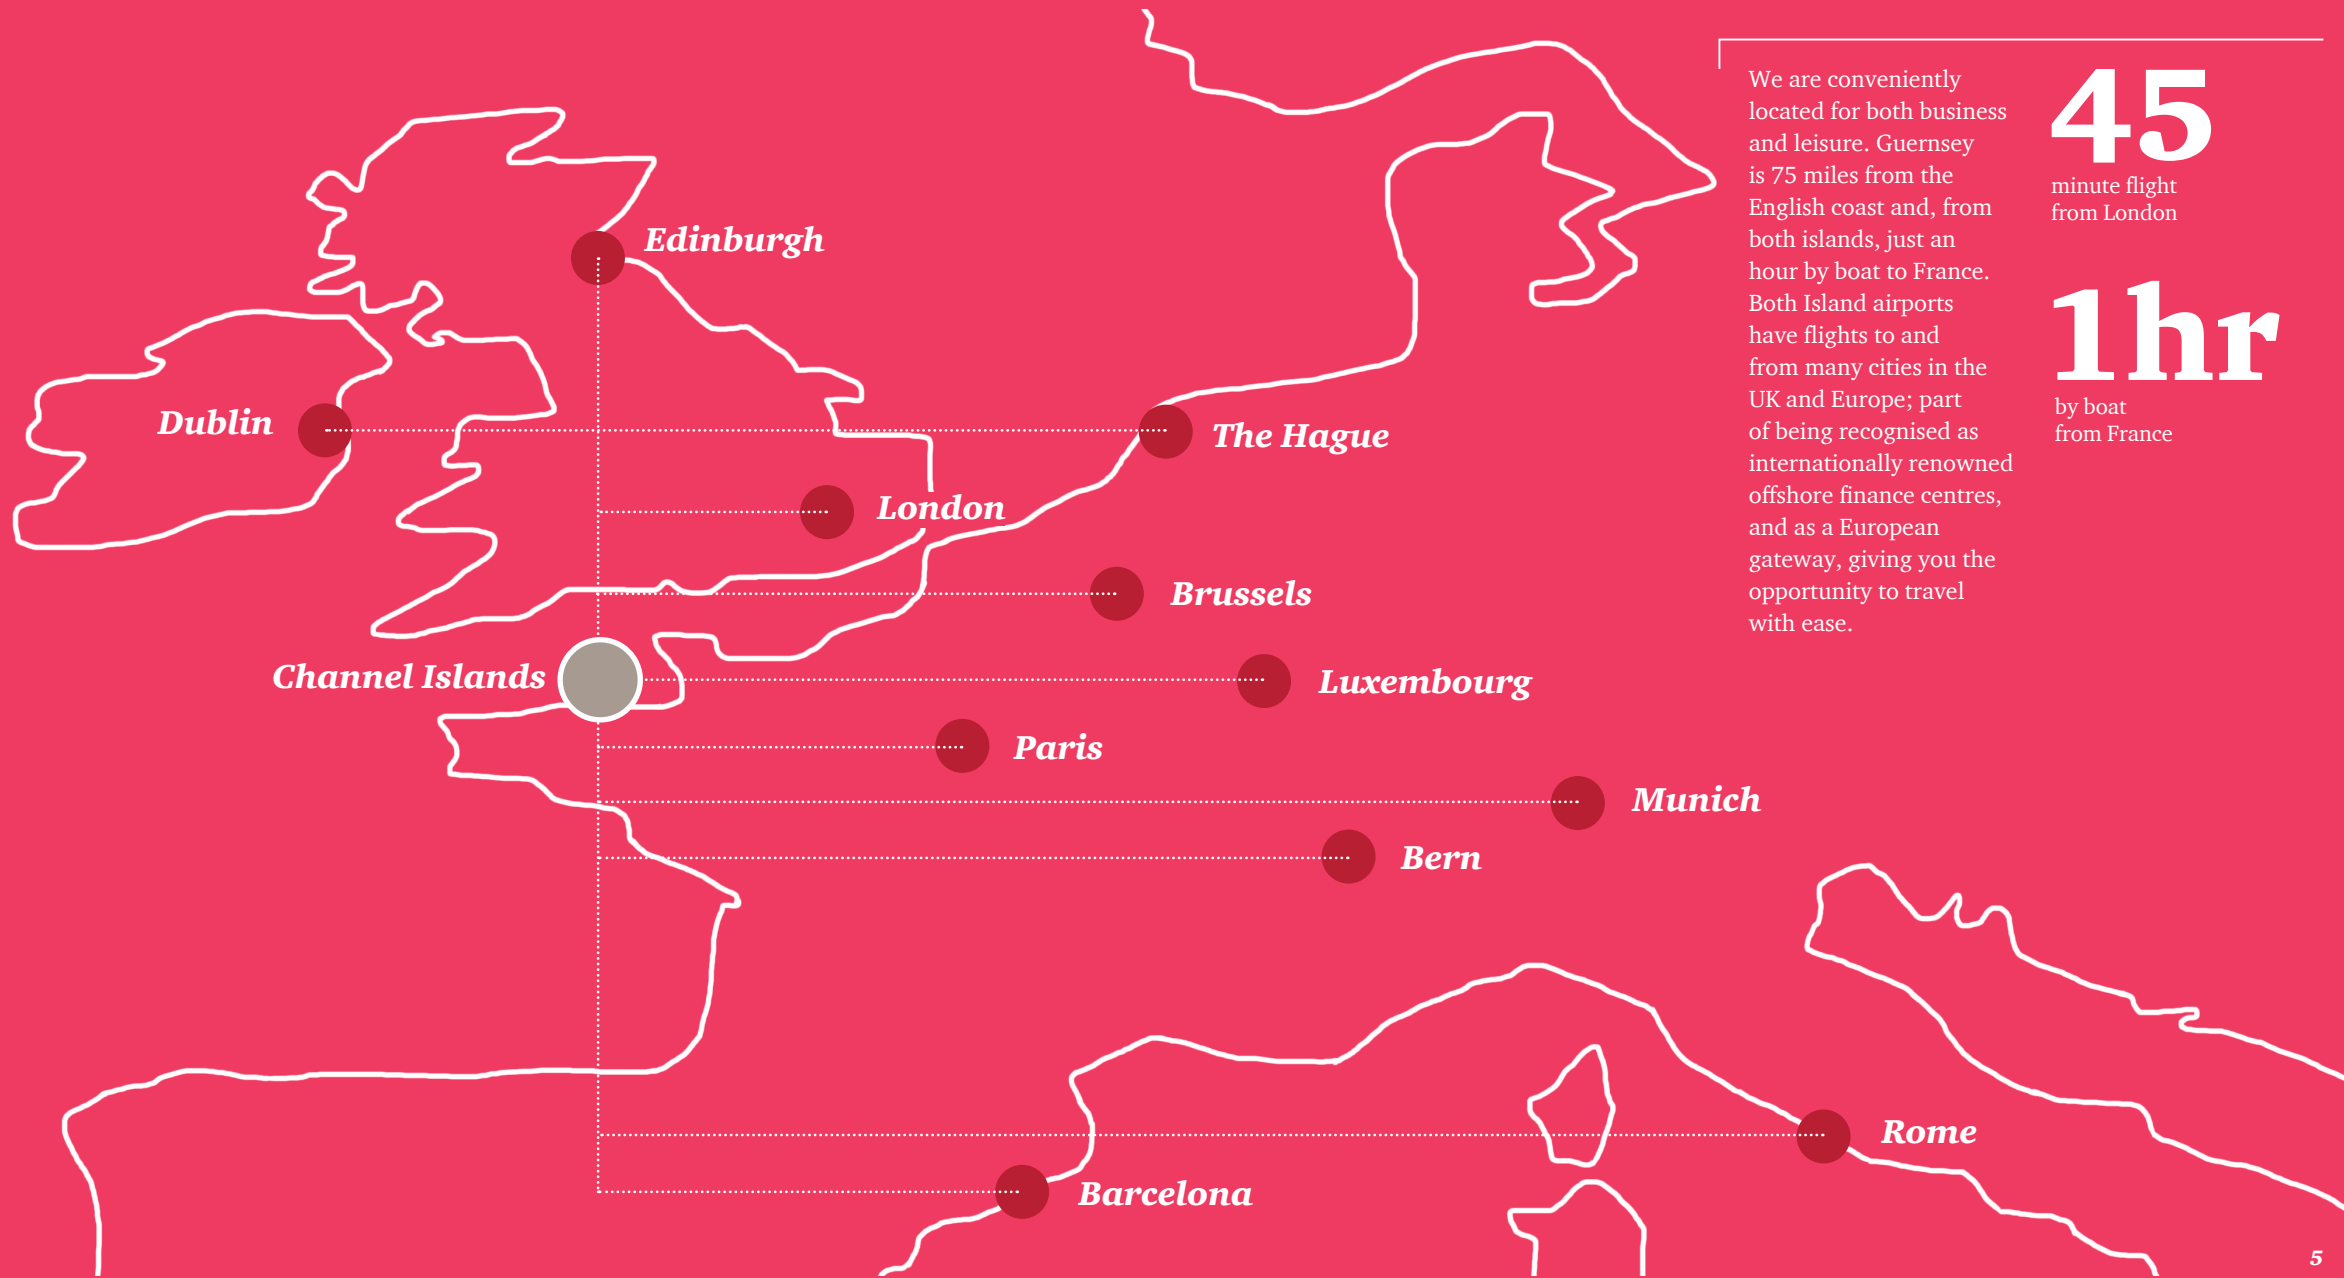 We are conveniently
located for both business
and leisure. Guernsey
is 75 miles from the
English coast and, from
both islands, just an
hour by boat to France.
Both Island airports
have flights to and
from many cities in the
UK and Europe; part
of being recognised as
internationally renowned
offshore finance centres,
and as a European
gateway, giving you the
opportunity to travel
with ease.
45
minute flight
from London
1hr
by boat
from France
Edinburgh
Dublin
The Hague
London
Brussels
Channel Islands
Luxembourg
Paris
Munich
Bern
Rome
Barcelona
5